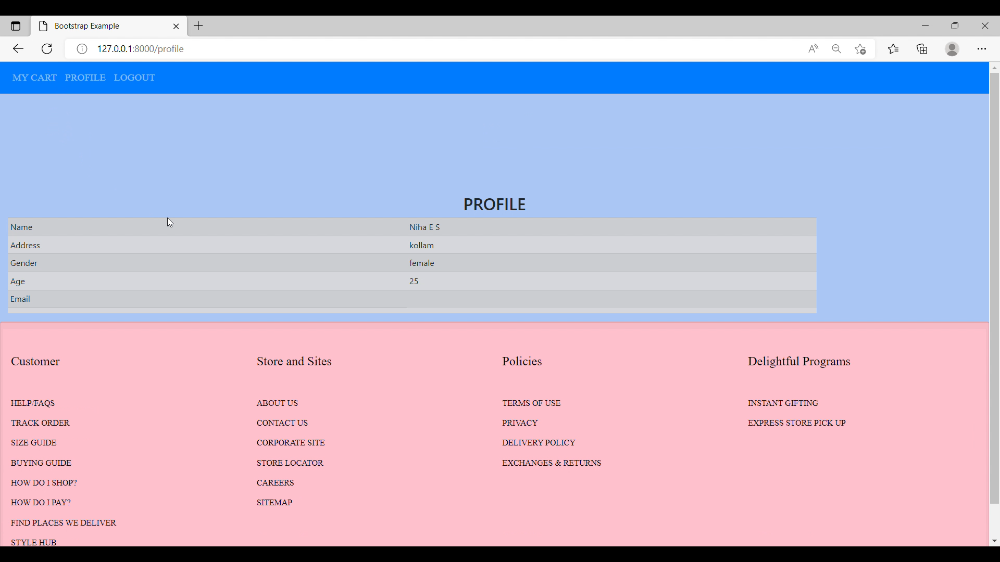 Bootstrap Example
127.0.0.1:8000/profile
MY CART PROFILE LOGOUT
PROFILE
Name Niha E S
Address kollam
Gender female
Age 25
Email
Customer Store and Sites Policies Delightful Programs
HELP/FAQS ABOUT US TERMS OF USE INSTANT GIFTING
TRACK ORDER CONTACT US PRIVACY EXPRESS STORE PICK UP
SIZE GUIDE CORPORATE SITE DELIVERY POLICY
BUYING GUIDE STORE LOCATOR EXCHANGES & RETURNS
HOW DO I SHOP? CAREERS
HOW DO I PAY? SITEMAP
FIND PLACES WE DELIVER
STYLE HUB